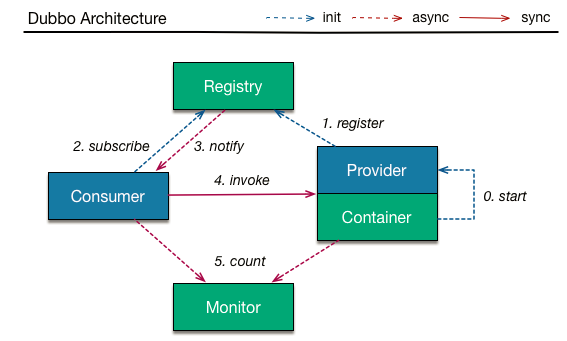 Dubbo Architecture
init
async
sync
Registry
1. register
2. subscribe
3. notify
Provider
4. invoke
Consumer
0. start
Container
5. count
Monitor